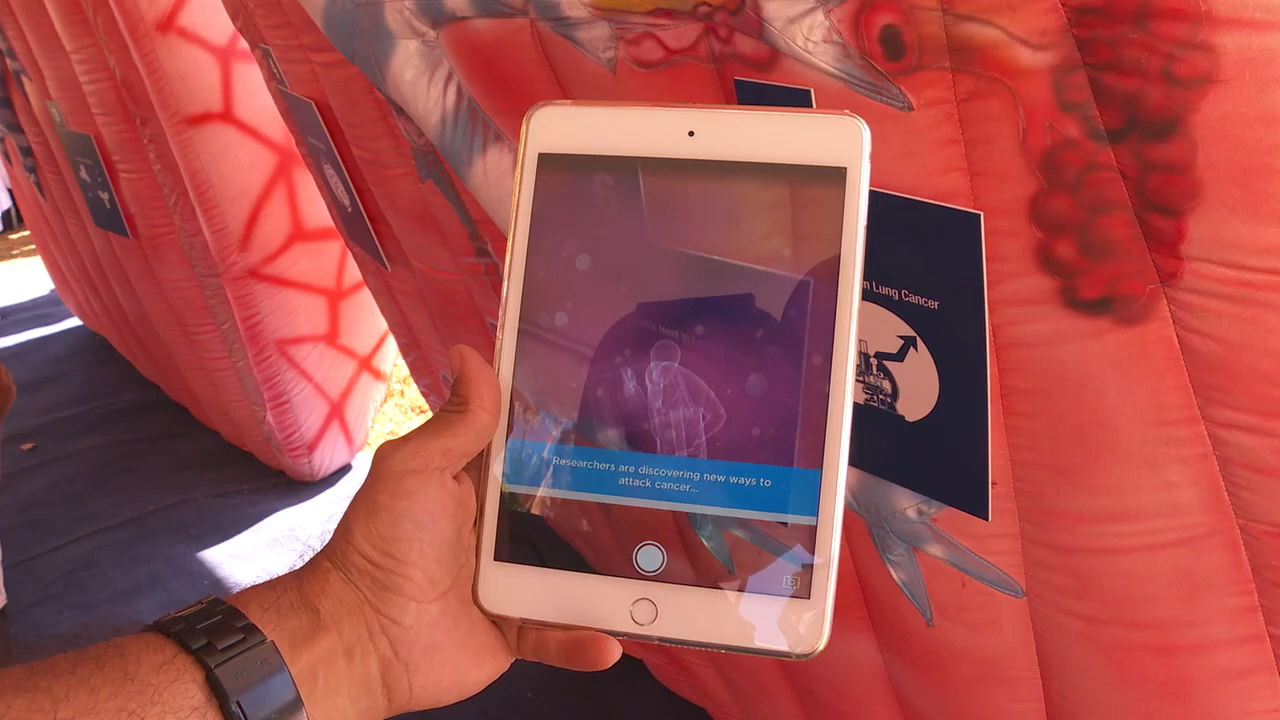 n Lung Cancer
Researchers are discovering new ways to
attack cancer...